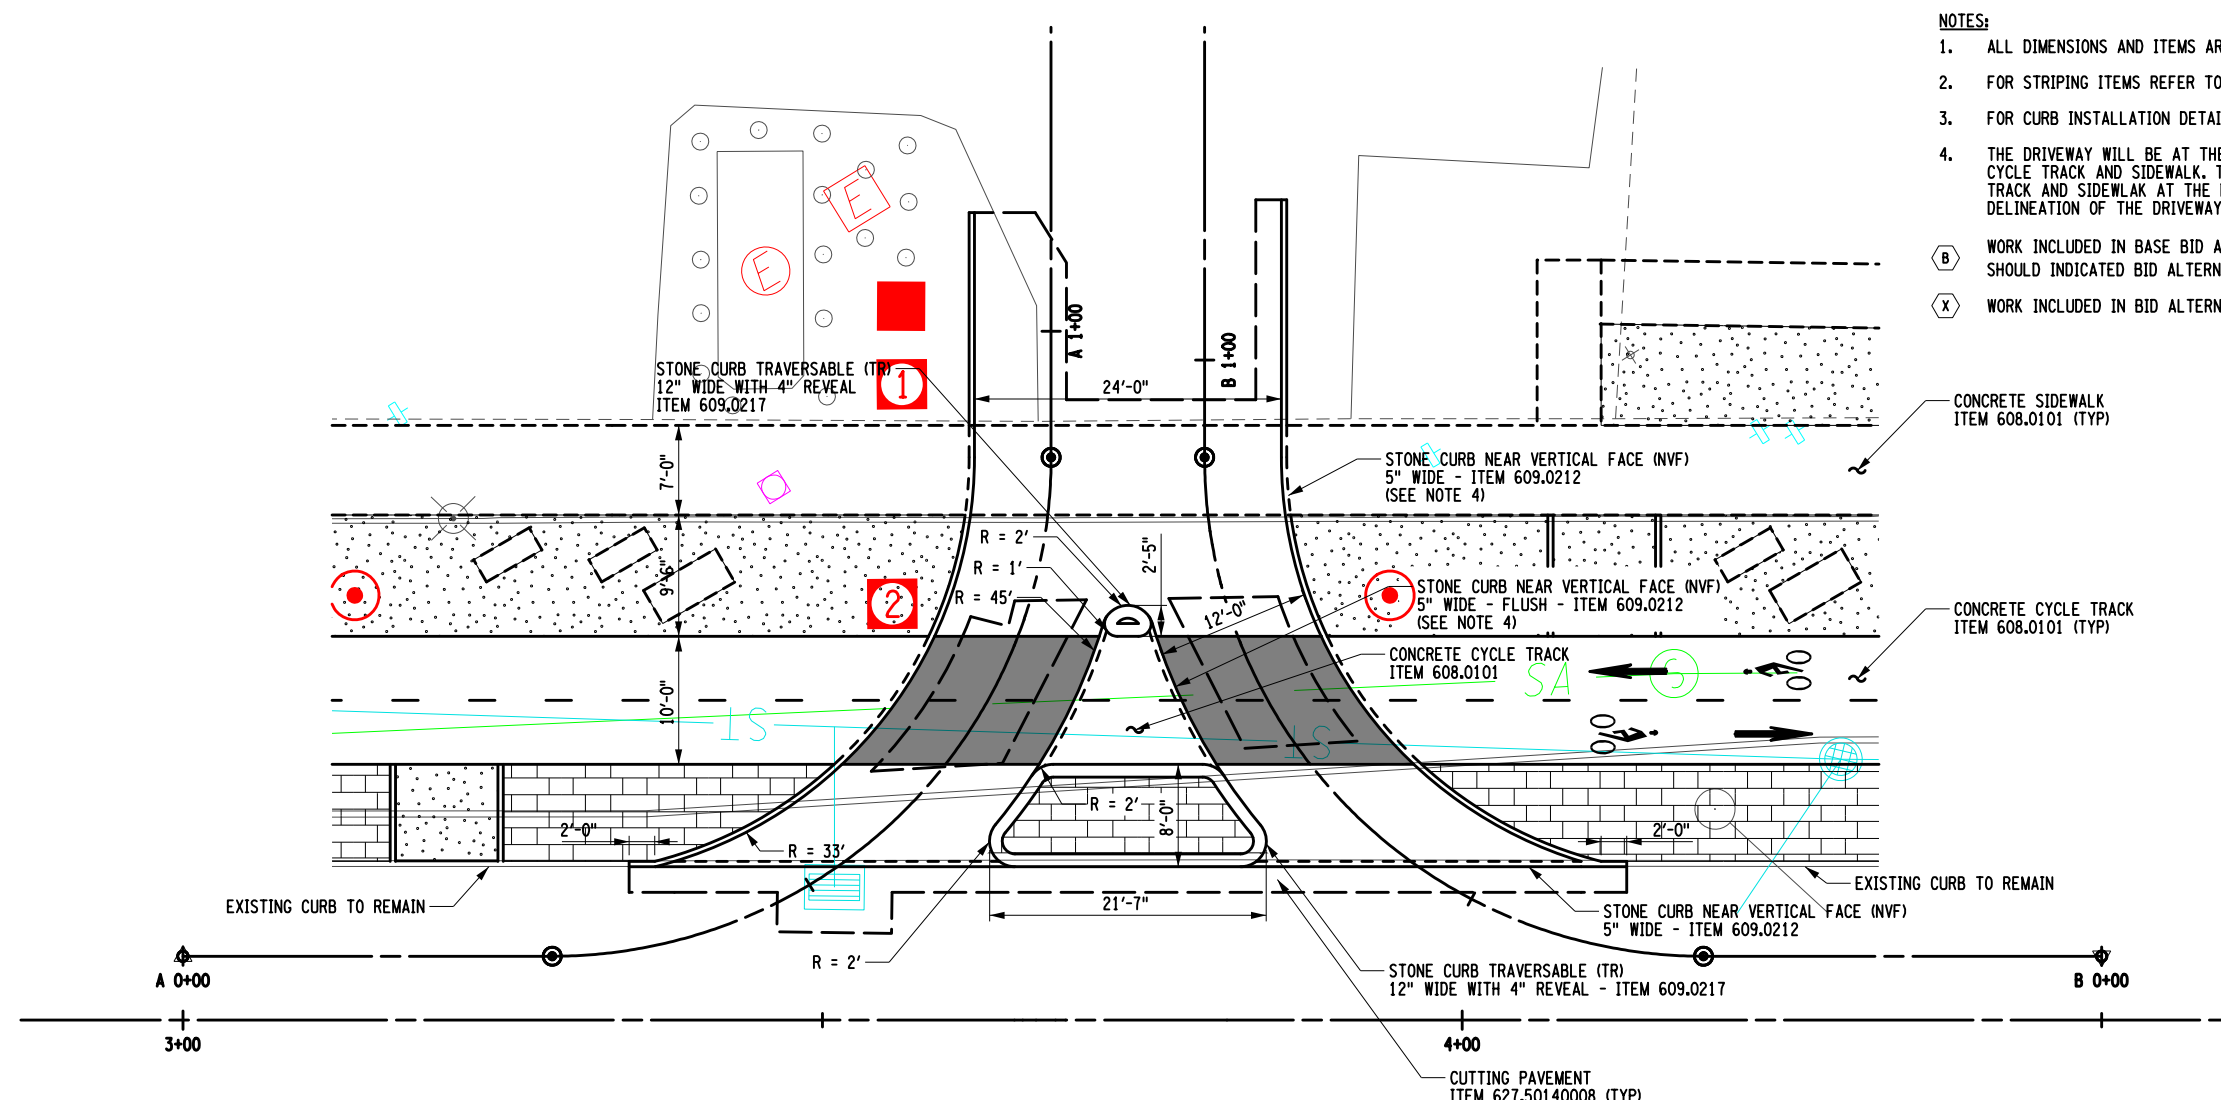 NOTES:
1. ALL DIMENSIONS AND ITEMS AR
2. FOR STRIPING ITEMS REFER TO
3. FOR CURB INSTALLATION DETAI
4. THE DRIVEWAY WILL BE AT THE
CYCLE TRACK AND SIDEWALK. T
TRACK AND SIDEWLAK AT THE
DELINEATION OF THE DRIVEWAY
B WORK INCLUDED IN BASE BID A
SHOULD INDICATED BID ALTERN
X WORK INCLUDED IN BID ALTERN
E
E
A 1+00
B 1+00
STONE CURB TRAVERSABLE (TR)
12" WIDE WITH 4" REVEAL
ITEM 609.0217
1
24'-0"
CONCRETE SIDEWALK
ITEM 608.0101 (TYP)
7'-0"
STONE CURB NEAR VERTICAL FACE (NVF)
5" WIDE - ITEM 609.0212
(SEE NOTE 4)
R = 2'
R = 1'
R = 45'
2'-5"
9'-6"
2
12'-0"
STONE CURB NEAR VERTICAL FACE (NVF)
5" WIDE - FLUSH - ITEM 609.0212
(SEE NOTE 4)
CONCRETE CYCLE TRACK
ITEM 608.0101 (TYP)
CONCRETE CYCLE TRACK
ITEM 608.0101
SA
S
10'-0"
ST
ST
R = 2'
8'-0"
2'-0"
R = 33'
2'-0"
EXISTING CURB TO REMAIN
21'-7"
EXISTING CURB TO REMAIN
STONE CURB NEAR VERTICAL FACE (NVF)
5" WIDE - ITEM 609.0212
R = 2'
STONE CURB TRAVERSABLE (TR)
12" WIDE WITH 4" REVEAL - ITEM 609.0217
A 0+00
B 0+00
3+00
4+00
CUTTING PAVEMENT
ITEM 627.50140008 (TYP)